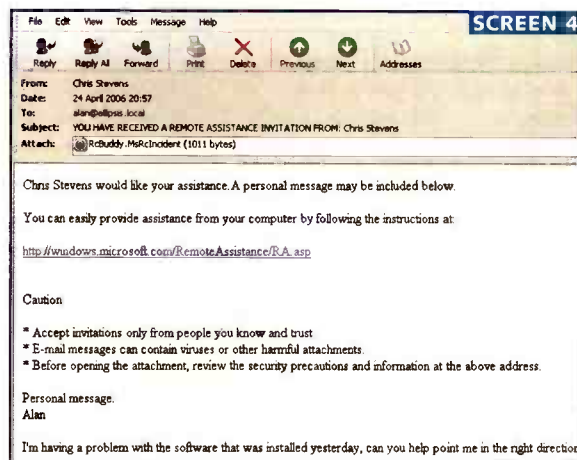 SCREEN 4
File Edit View Tools Message Help
Reply Reply All Forward Print Delete Previous Next Addresses
From: Chris Stevens
Date: 24 April 2006 20:57
To: alan@ellipsis.local
Subject: YOU HAVE RECEIVED A REMOTE ASSISTANCE INVITATION FROM: Chris Stevens
Attach: RcBuddy.MsRcIncident (1011 bytes)
Chris Stevens would like your assistance. A personal message may be included below.
You can easily provide assistance from your computer by following the instructions at:
http://windows.microsoft.com/RemoteAssistance/RA.asp
Caution
* Accept invitations only from people you know and trust
* E-mail messages can contain viruses or other harmful attachments.
* Before opening the attachment, review the security precautions and information at the above address.
Personal message.
Alan
I'm having a problem with the software that was installed yesterday, can you help point me in the right direction